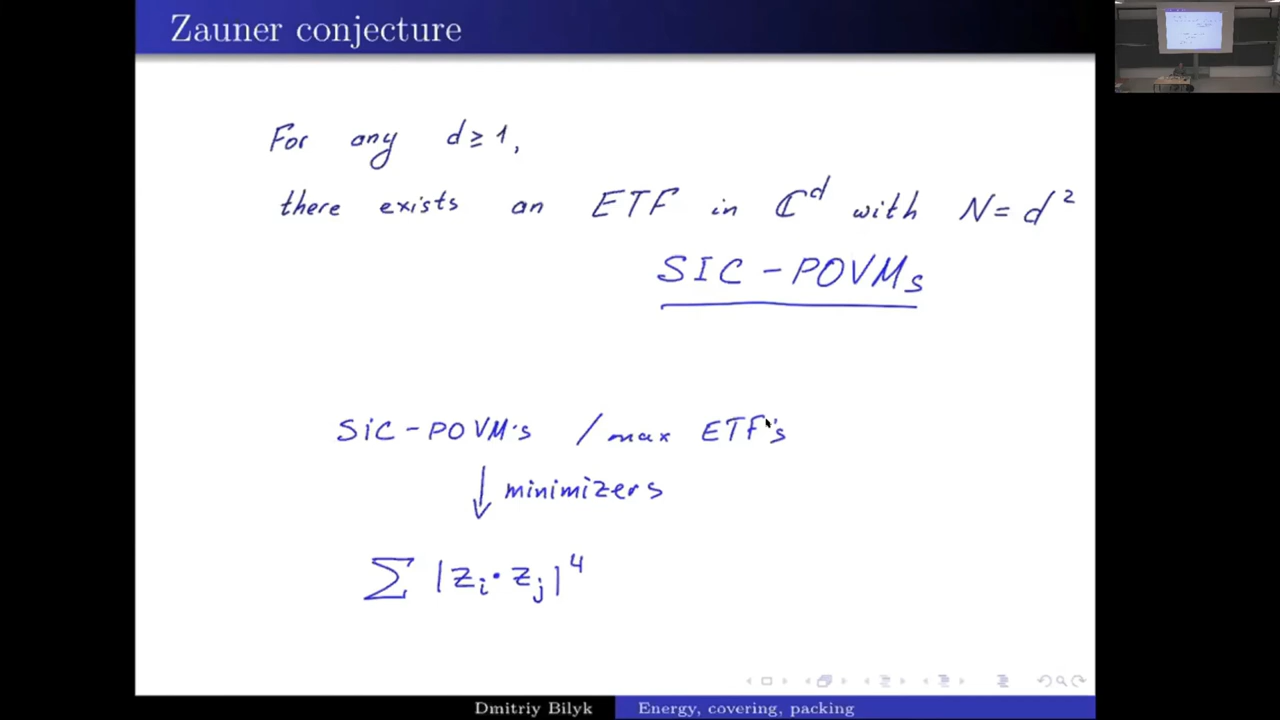 Zauner conjecture
For any d ≥ 1,
there exists an ETF in ℂ^d with N = d^2
SIC - POVMs
SiC - POVM's / max ETF's
↓ minimizers
∑ |z_i · z_j|^4
Dmitriy Bilyk Energy, covering, packing